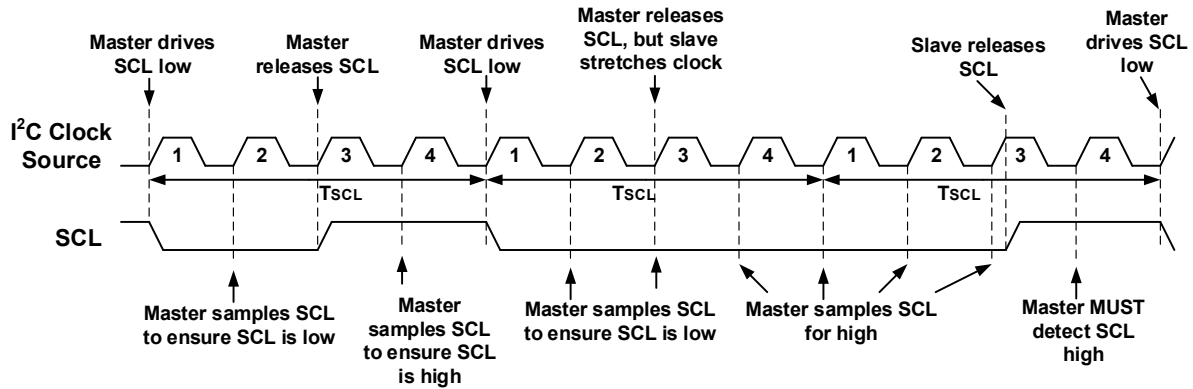 Master drives
SCL low
Master
releases SCL
Master drives
SCL low
Master releases
SCL, but slave
stretches clock
Slave releases
SCL
Master
drives SCL
low
I²C Clock
Source
1 2 3 4 1 2 3 4 1 2 3 4
TSCL TSCL TSCL
SCL
Master samples SCL
to ensure SCL is low
Master
samples SCL
to ensure SCL
is high
Master samples SCL
to ensure SCL is low
Master samples SCL
for high
Master MUST
detect SCL
high